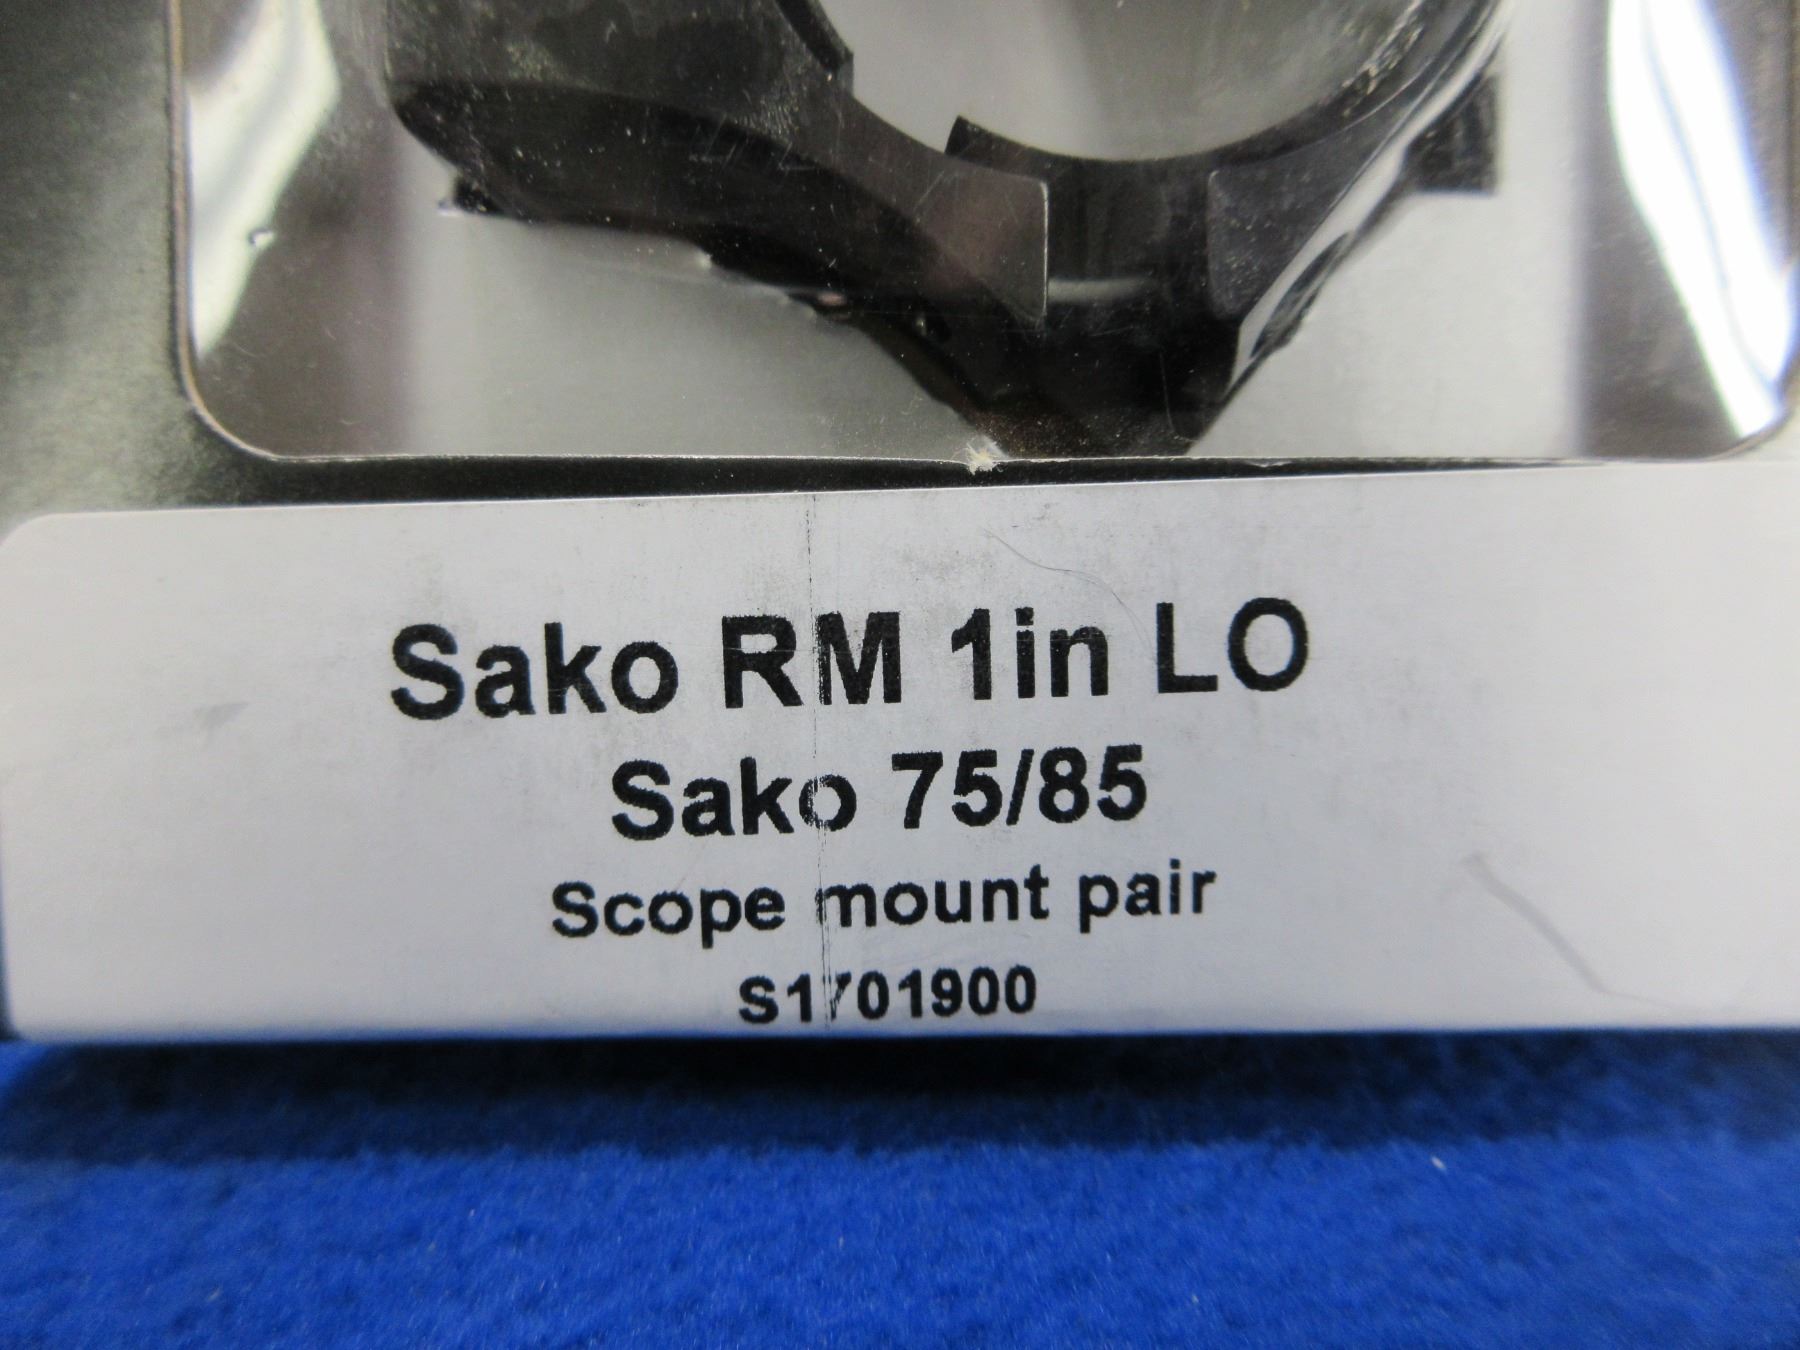 Sako RM 1in LO
Sako 75/85
Scope mount pair
S1701900